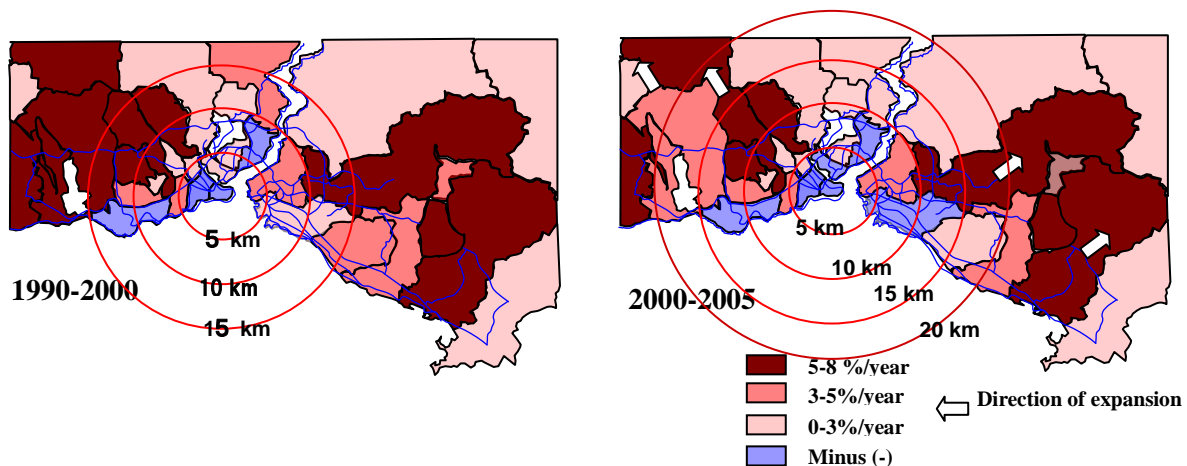 5 km
10 km
15 km
1990-2000
5 km
10 km
15 km
20 km
2000-2005
5-8 %/year
3-5%/year
0-3%/year
Minus (-)
Direction of expansion